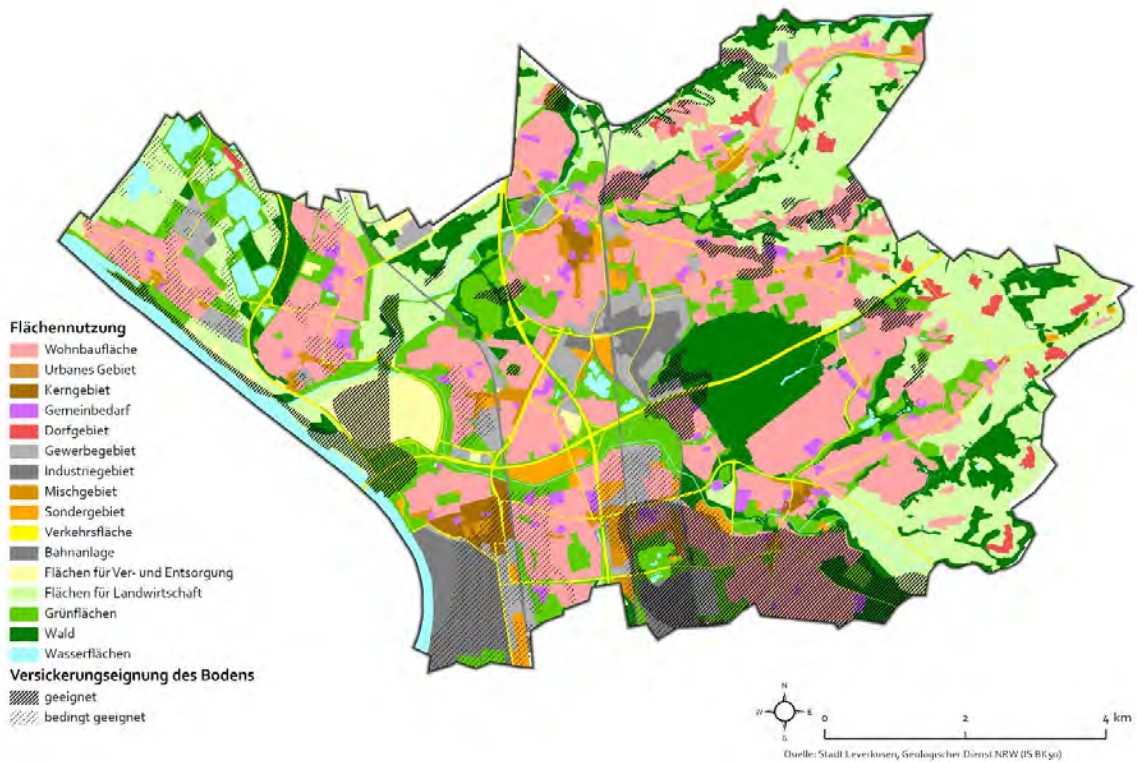 Flächennutzung
Wohnbaufläche
Urbanes Gebiet
Kerngebiet
Gemeinbedarf
Dorfgebiet
Gewerbegebiet
Industriegebiet
Mischgebiet
Sondergebiet
Verkehrsfläche
Bahnanlage
Flächen für Ver- und Entsorgung
Flächen für Landwirtschaft
Grünflächen
Wald
Wasserflächen
Versickerungseignung des Bodens
geeignet
bedingt geeignet
N
W E
S
0 2 4 km
Quelle: Stadt Leverkusen, Geologischer Dienst NRW (IS BK50)